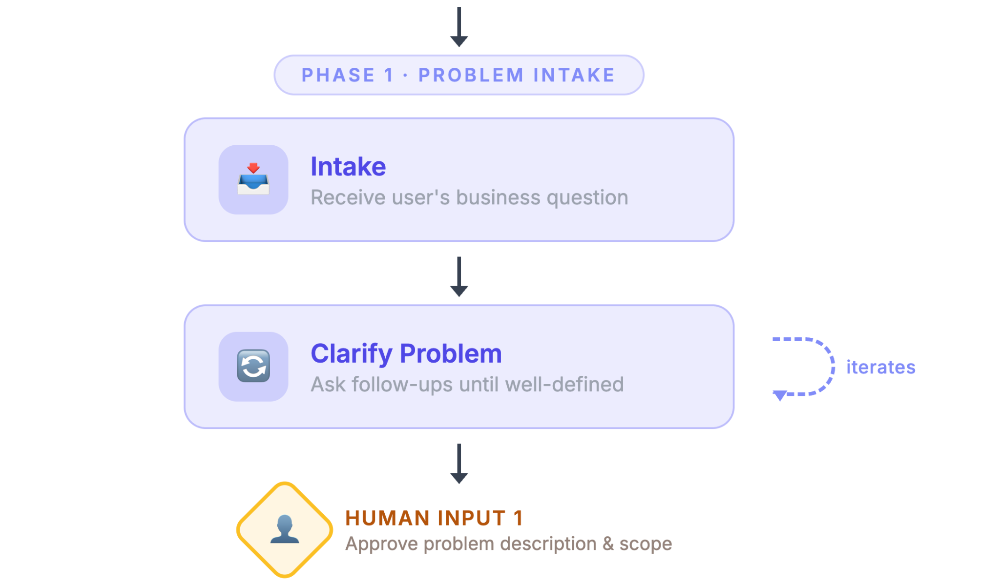 PHASE 1 · PROBLEM INTAKE
Intake
Receive user's business question
Clarify Problem
Ask follow-ups until well-defined
iterates
HUMAN INPUT 1
Approve problem description & scope